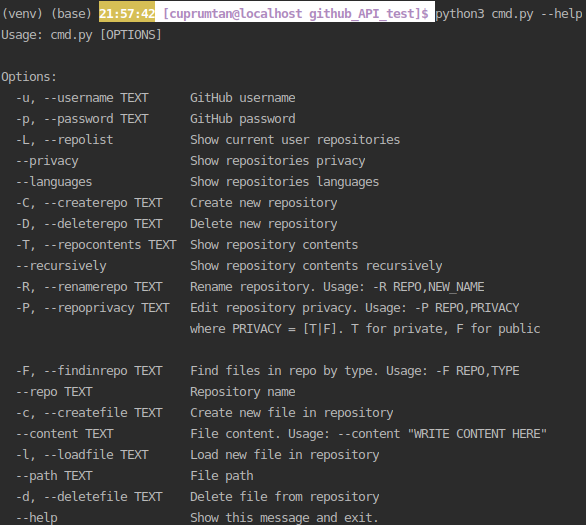 (venv) (base) 21:57:42 [cuprumtan@localhost github_API_test]$ python3 cmd.py --help
Usage: cmd.py [OPTIONS]

Options:
  -u, --username TEXT      GitHub username
  -p, --password TEXT      GitHub password
  -L, --repolist           Show current user repositories
  --privacy                Show repositories privacy
  --languages              Show repositories languages
  -C, --createrepo TEXT    Create new repository
  -D, --deleterepo TEXT    Delete new repository
  -T, --repocontents TEXT  Show repository contents
  --recursively            Show repository contents recursively
  -R, --renamerepo TEXT    Rename repository. Usage: -R REPO,NEW_NAME
  -P, --repoprivacy TEXT   Edit repository privacy. Usage: -P REPO,PRIVACY
                           where PRIVACY = [T|F]. T for private, F for public

  -F, --findinrepo TEXT    Find files in repo by type. Usage: -F REPO,TYPE
  --repo TEXT              Repository name
  -c, --createfile TEXT    Create new file in repository
  --content TEXT           File content. Usage: --content "WRITE CONTENT HERE"
  -l, --loadfile TEXT      Load new file in repository
  --path TEXT              File path
  -d, --deletefile TEXT    Delete file from repository
  --help                   Show this message and exit.